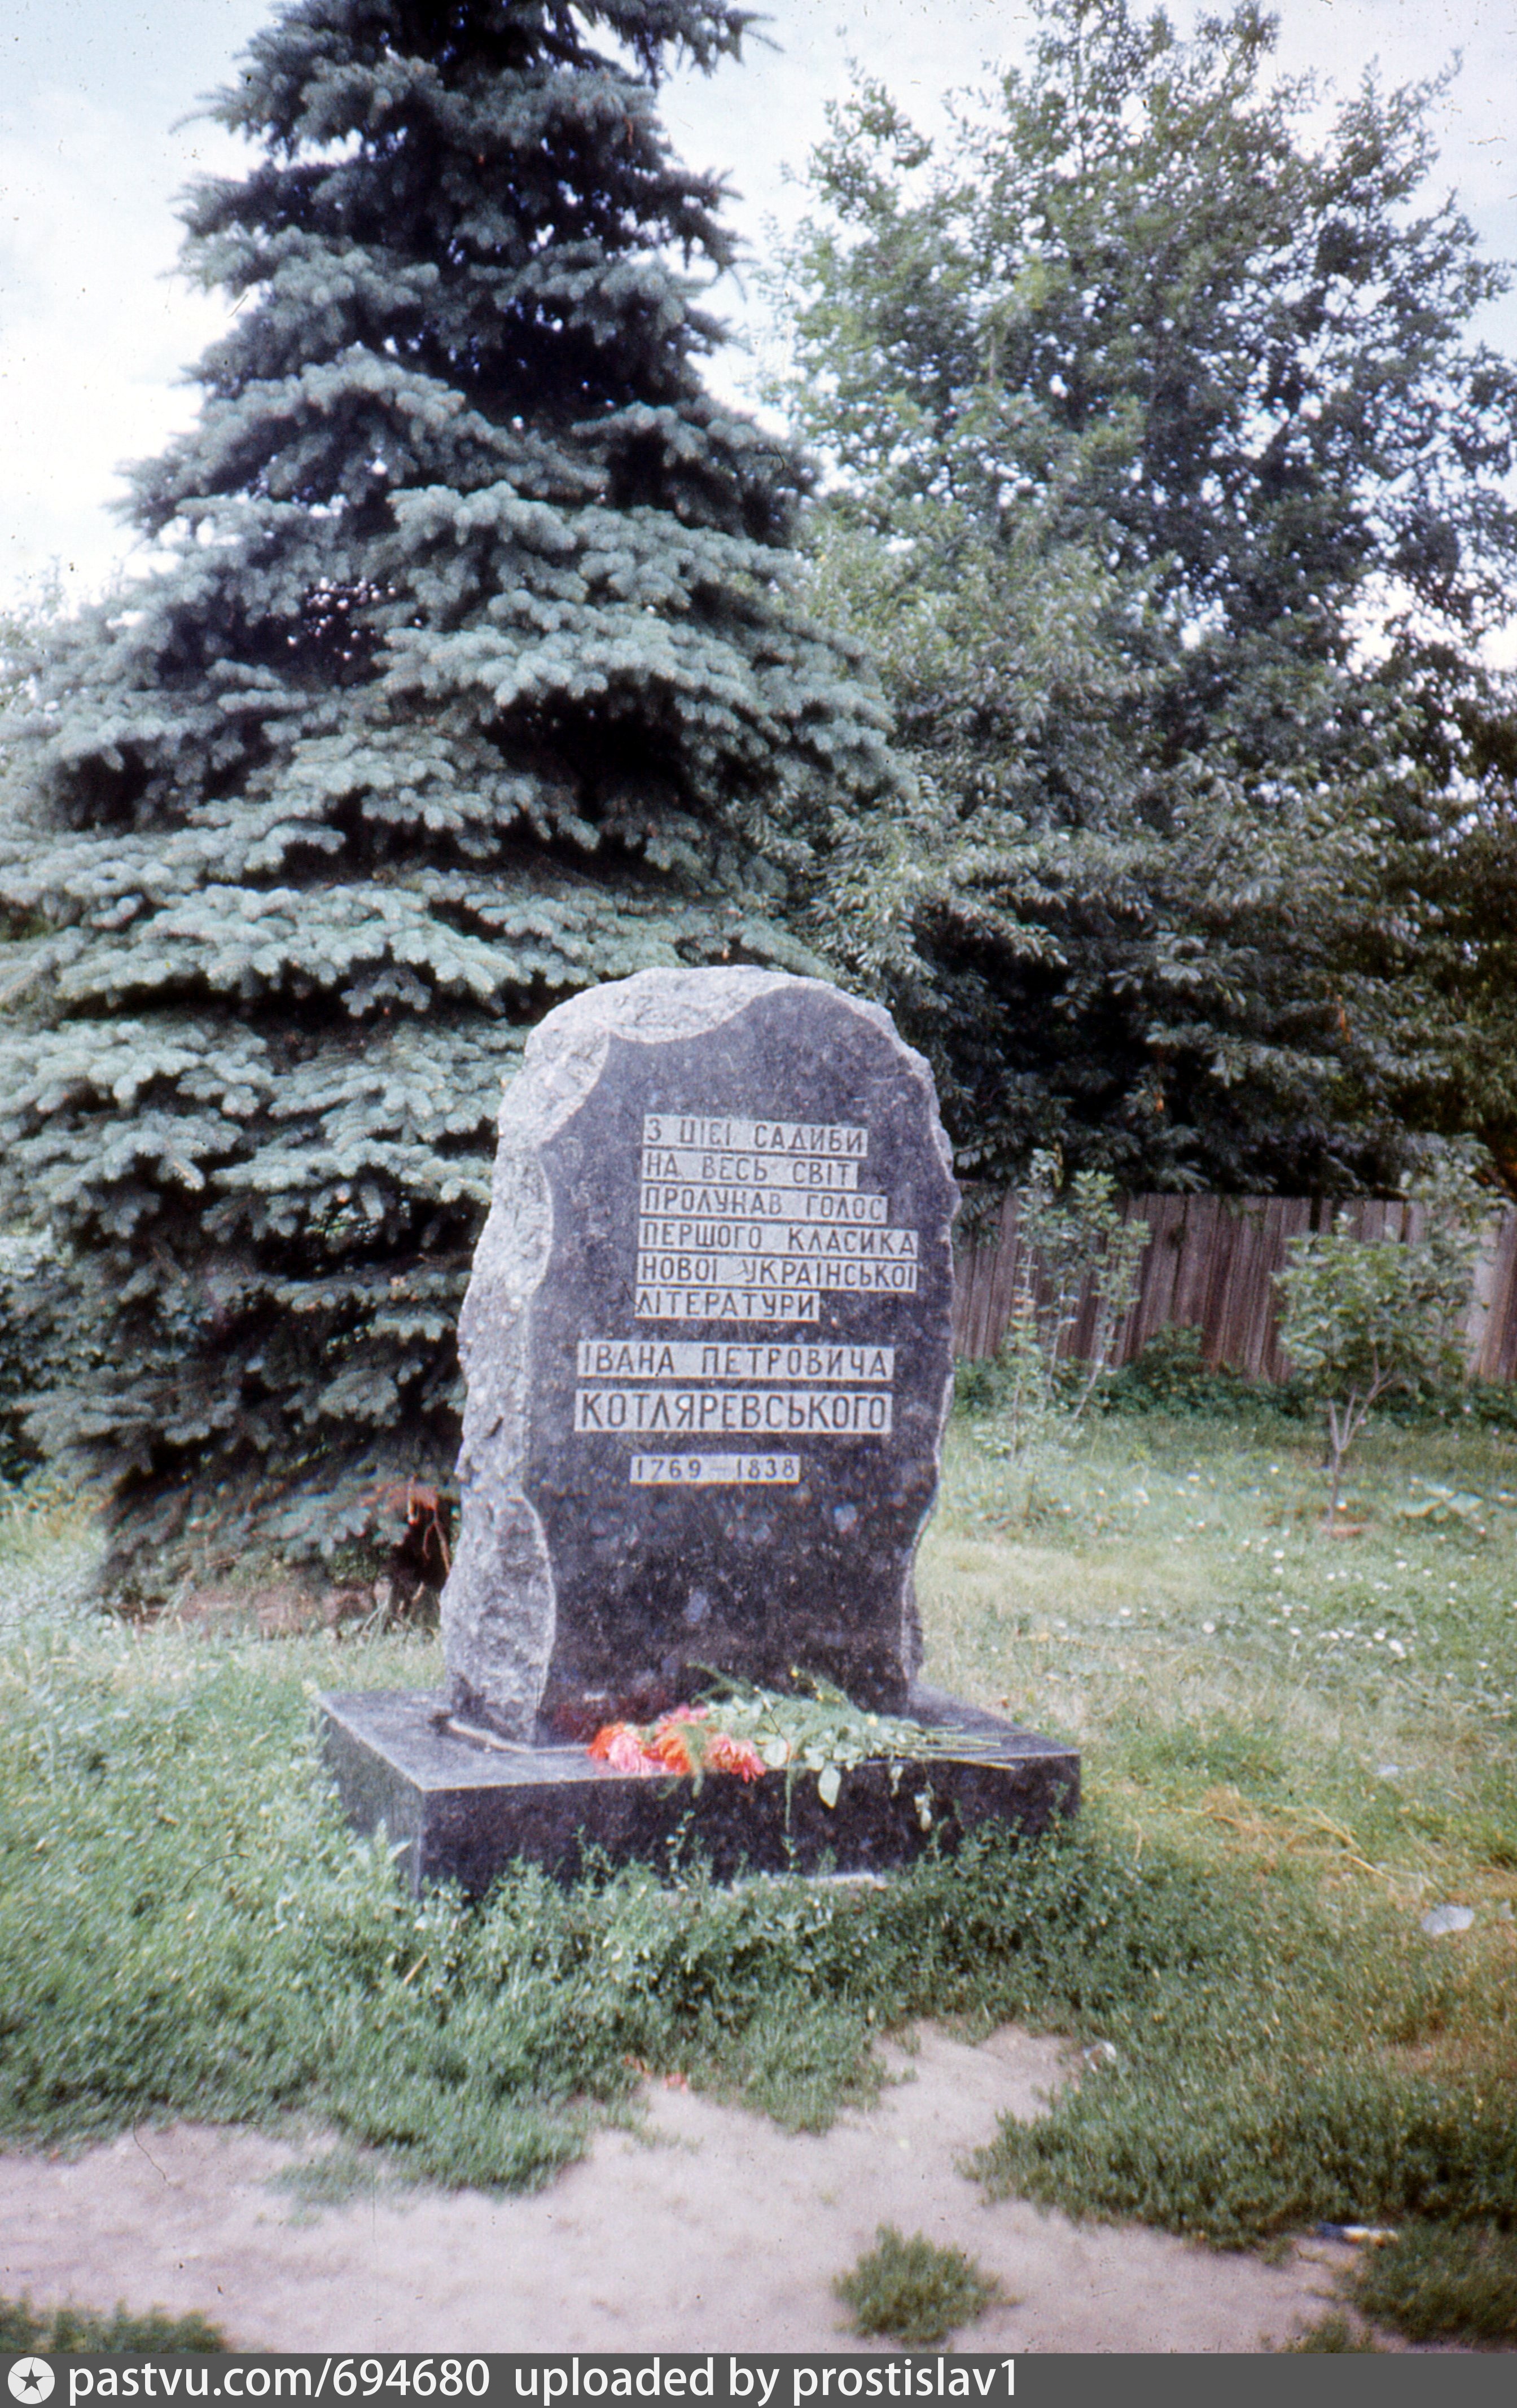 З ЦІЄЇ САДИБИ
НА ВЕСЬ СВІТ
ПРОЛУНАВ ГОЛОС
ПЕРШОГО КЛАСИКА
НОВОЇ УКРАЇНСЬКОЇ
ЛІТЕРАТУРИ
ІВАНА ПЕТРОВИЧА
КОТЛЯРЕВСЬКОГО
1769–1838
pastvu.com/694680 uploaded by prostislav1